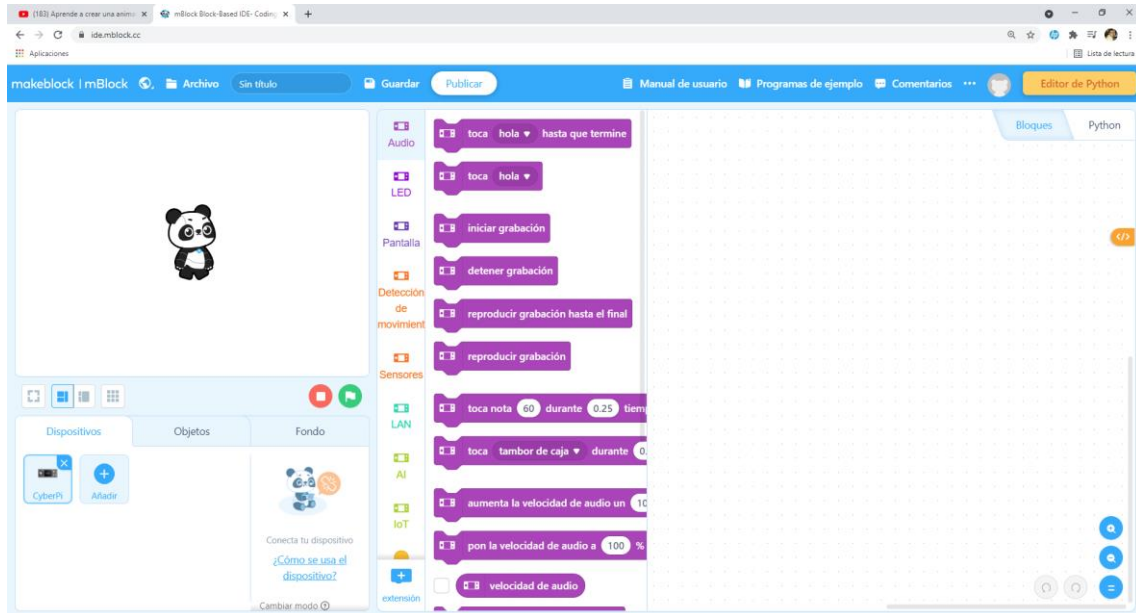 (183) Aprende a crear una anima
mBlock Block-Based IDE- Coding
ide.mblock.cc
Aplicaciones
Lista de lectura
makeblock | mBlock
Archivo
Sin título
Guardar
Publicar
Manual de usuario
Programas de ejemplo
Comentarios
Editor de Python
Audio
LED
Pantalla
Detección
de
movimient
Sensores
LAN
AI
IoT
extensión
toca hola hasta que termine
toca hola
iniciar grabación
detener grabación
reproducir grabación hasta el final
reproducir grabación
toca nota 60 durante 0.25 tiem
toca tambor de caja durante 0.
aumenta la velocidad de audio un 10
pon la velocidad de audio a 100 %
velocidad de audio
Bloques
Python
</>
Dispositivos
Objetos
Fondo
CyberPi
Añadir
Conecta tu dispositivo
¿Cómo se usa el
dispositivo?
Cambiar modo